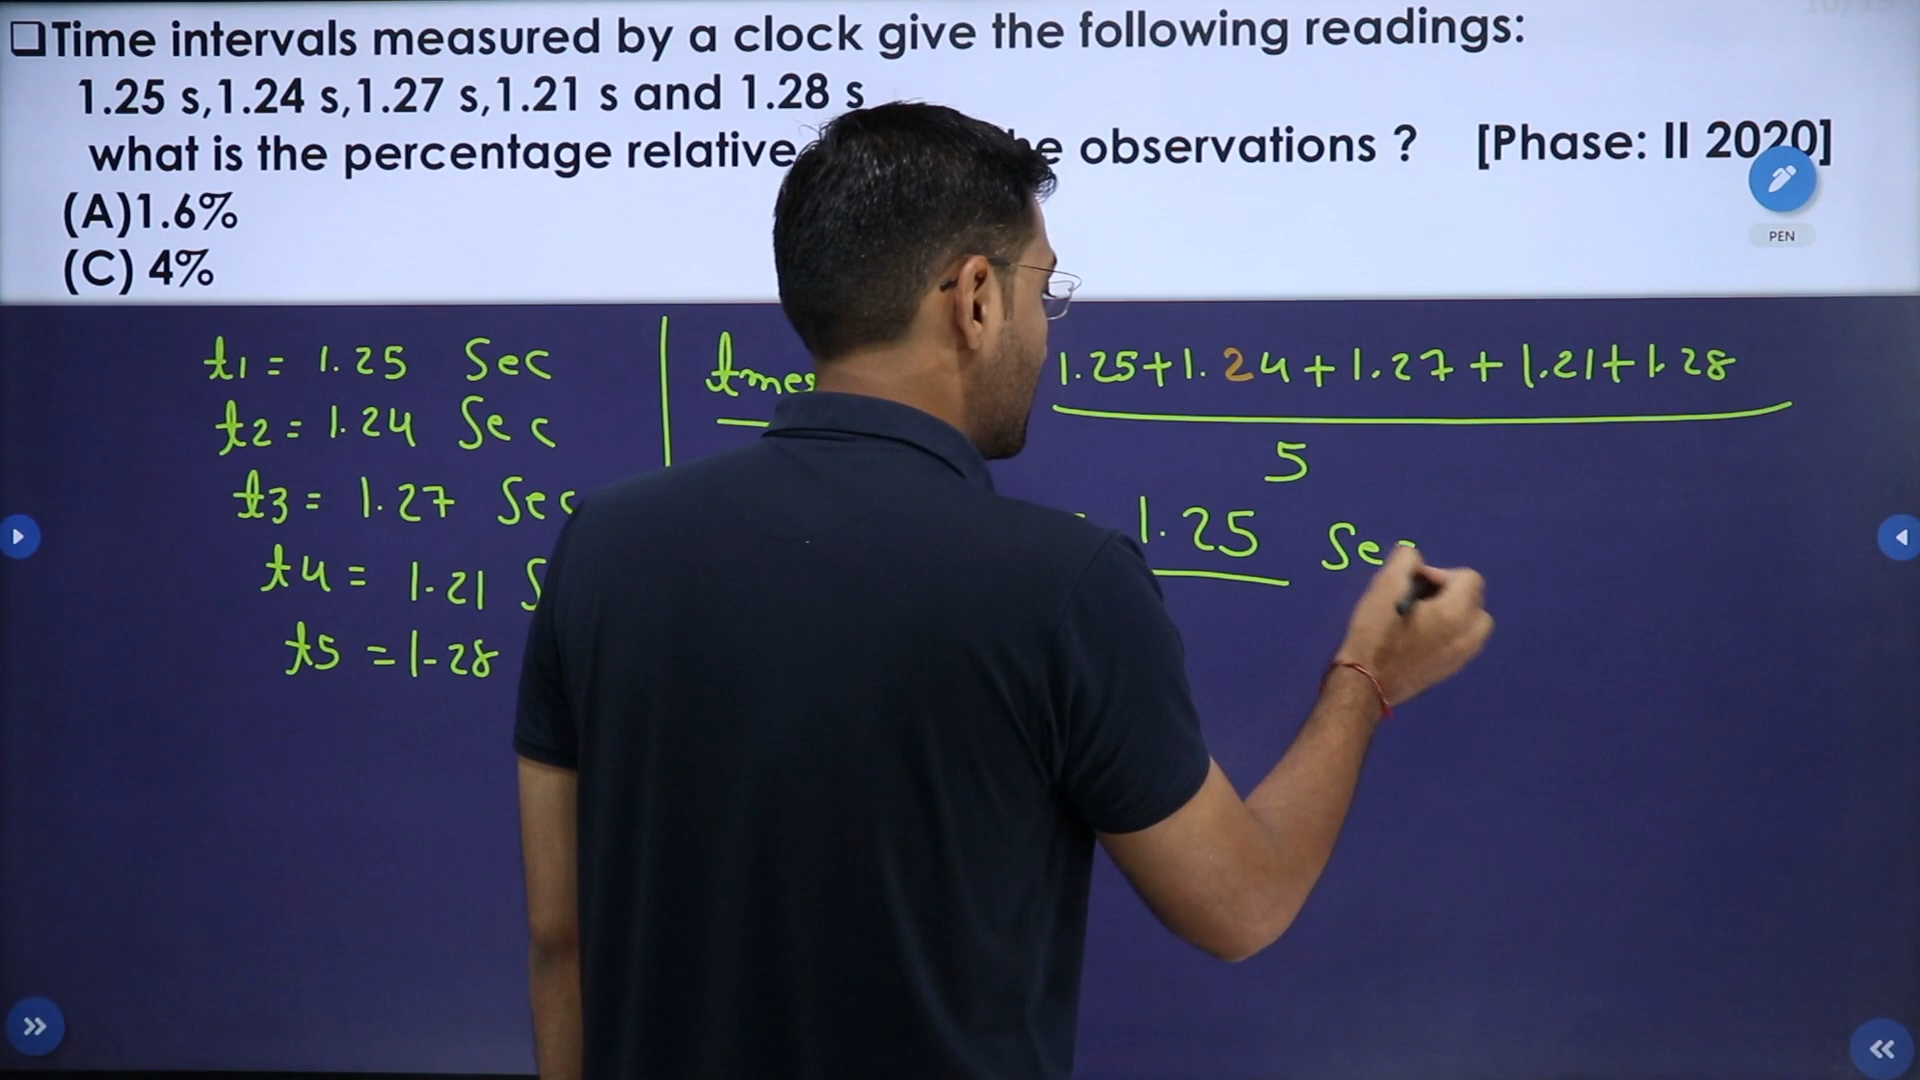 Time intervals measured by a clock give the following readings:
1.25 s,1.24 s,1.27 s,1.21 s and 1.28 s
what is the percentage relative observations ? [Phase: II 2020]
(A)1.6%
(C) 4%
PEN
t1 = 1.25 Sec
t2 = 1.24 Sec
t3 = 1.27 Sec
t4 = 1.21 S
t5 = 1-28
1.25+1.24+1.27+1.21+1.28
5
1.25 Sec